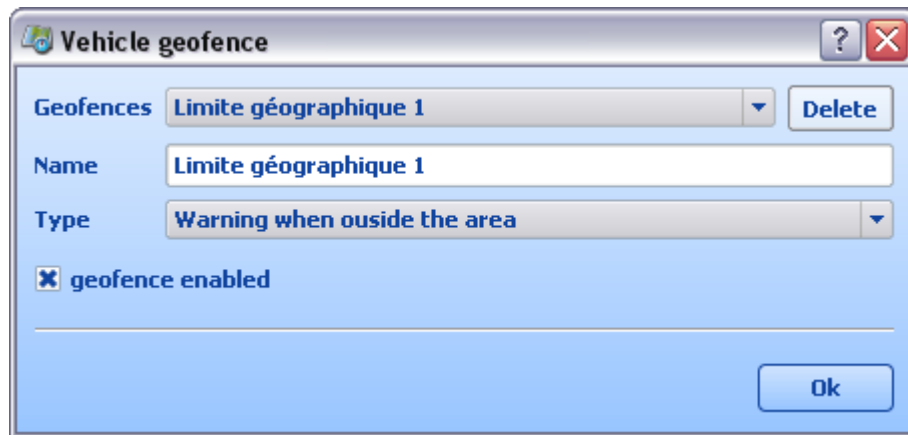 Vehicle geofence
Geofences Limite géographique 1 Delete
Name Limite géographique 1
Type Warning when ouside the area
geofence enabled
Ok